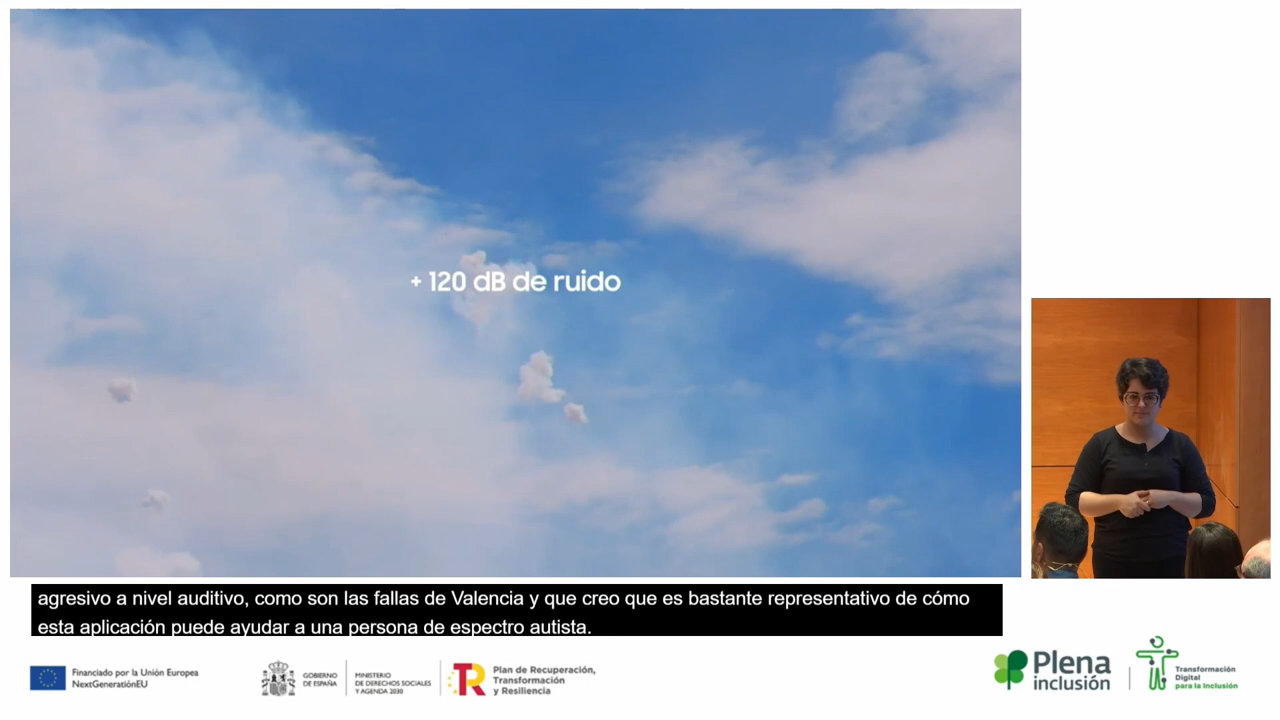 + 120 dB de ruido
agresivo a nivel auditivo, como son las fallas de Valencia y que creo que es bastante representativo de cómo
esta aplicación puede ayudar a una persona de espectro autista.
Financiado por la Unión Europea
NextGenerationEU
GOBIERNO
DE ESPAÑA
MINISTERIO
DE DERECHOS SOCIALES
Y AGENDA 2030
Plan de Recuperación,
Transformación
y Resiliencia
Plena
inclusión
Transformación
Digital
para la Inclusión